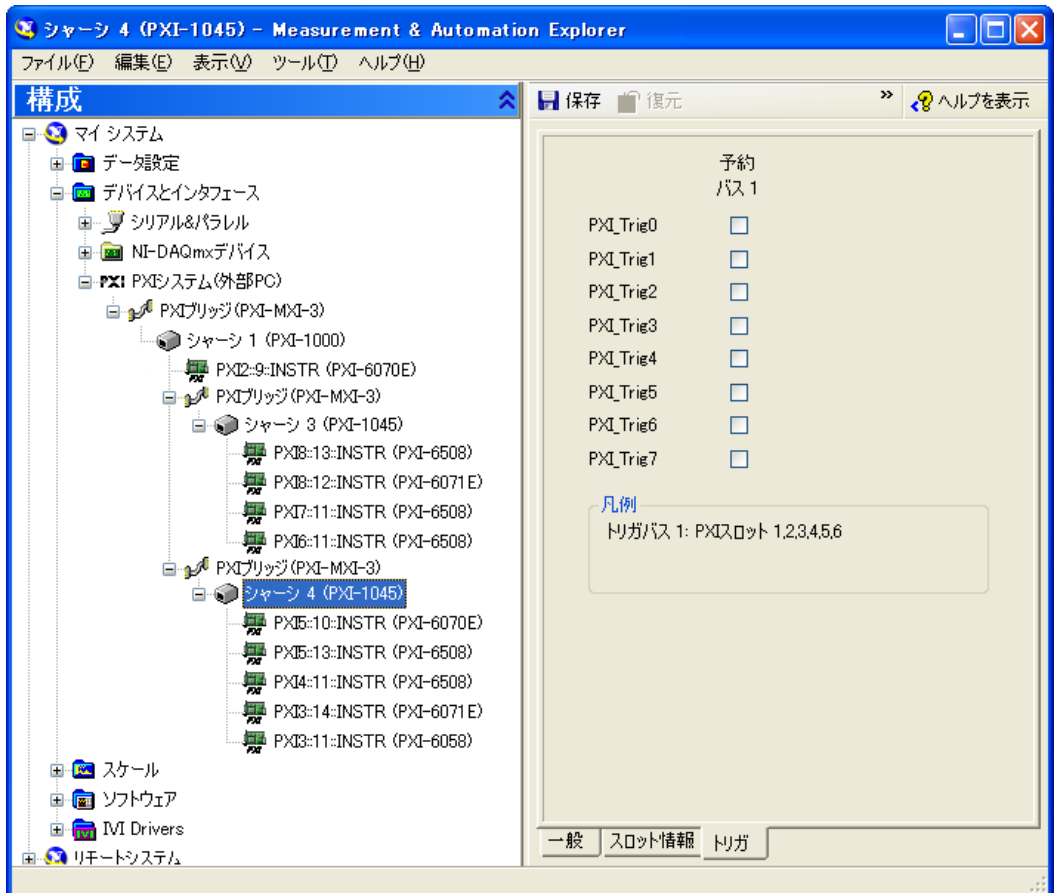 シャーシ 4 (PXI-1045) - Measurement & Automation Explorer
ファイル(F) 編集(E) 表示(V) ツール(T) ヘルプ(H)
構成
マイ システム
データ設定
デバイスとインタフェース
シリアル&パラレル
NI-DAQmxデバイス
PXIシステム(外部PC)
PXIブリッジ(PXI-MXI-3)
シャーシ 1 (PXI-1000)
PXI2::9::INSTR (PXI-6070E)
PXIブリッジ(PXI-MXI-3)
シャーシ 3 (PXI-1045)
PXI8::13::INSTR (PXI-6508)
PXI8::12::INSTR (PXI-6071E)
PXI7::11::INSTR (PXI-6508)
PXI6::11::INSTR (PXI-6508)
PXIブリッジ(PXI-MXI-3)
シャーシ 4 (PXI-1045)
PXI5::10::INSTR (PXI-6070E)
PXI5::13::INSTR (PXI-6508)
PXI4::11::INSTR (PXI-6508)
PXI3::14::INSTR (PXI-6071E)
PXI3::11::INSTR (PXI-6058)
スケール
ソフトウェア
IVI Drivers
リモートシステム
保存 復元 » ヘルプを表示
予約
バス 1
PXI_Trig0
PXI_Trig1
PXI_Trig2
PXI_Trig3
PXI_Trig4
PXI_Trig5
PXI_Trig6
PXI_Trig7
凡例
トリガバス 1: PXIスロット 1,2,3,4,5,6
一般 スロット情報 トリガ